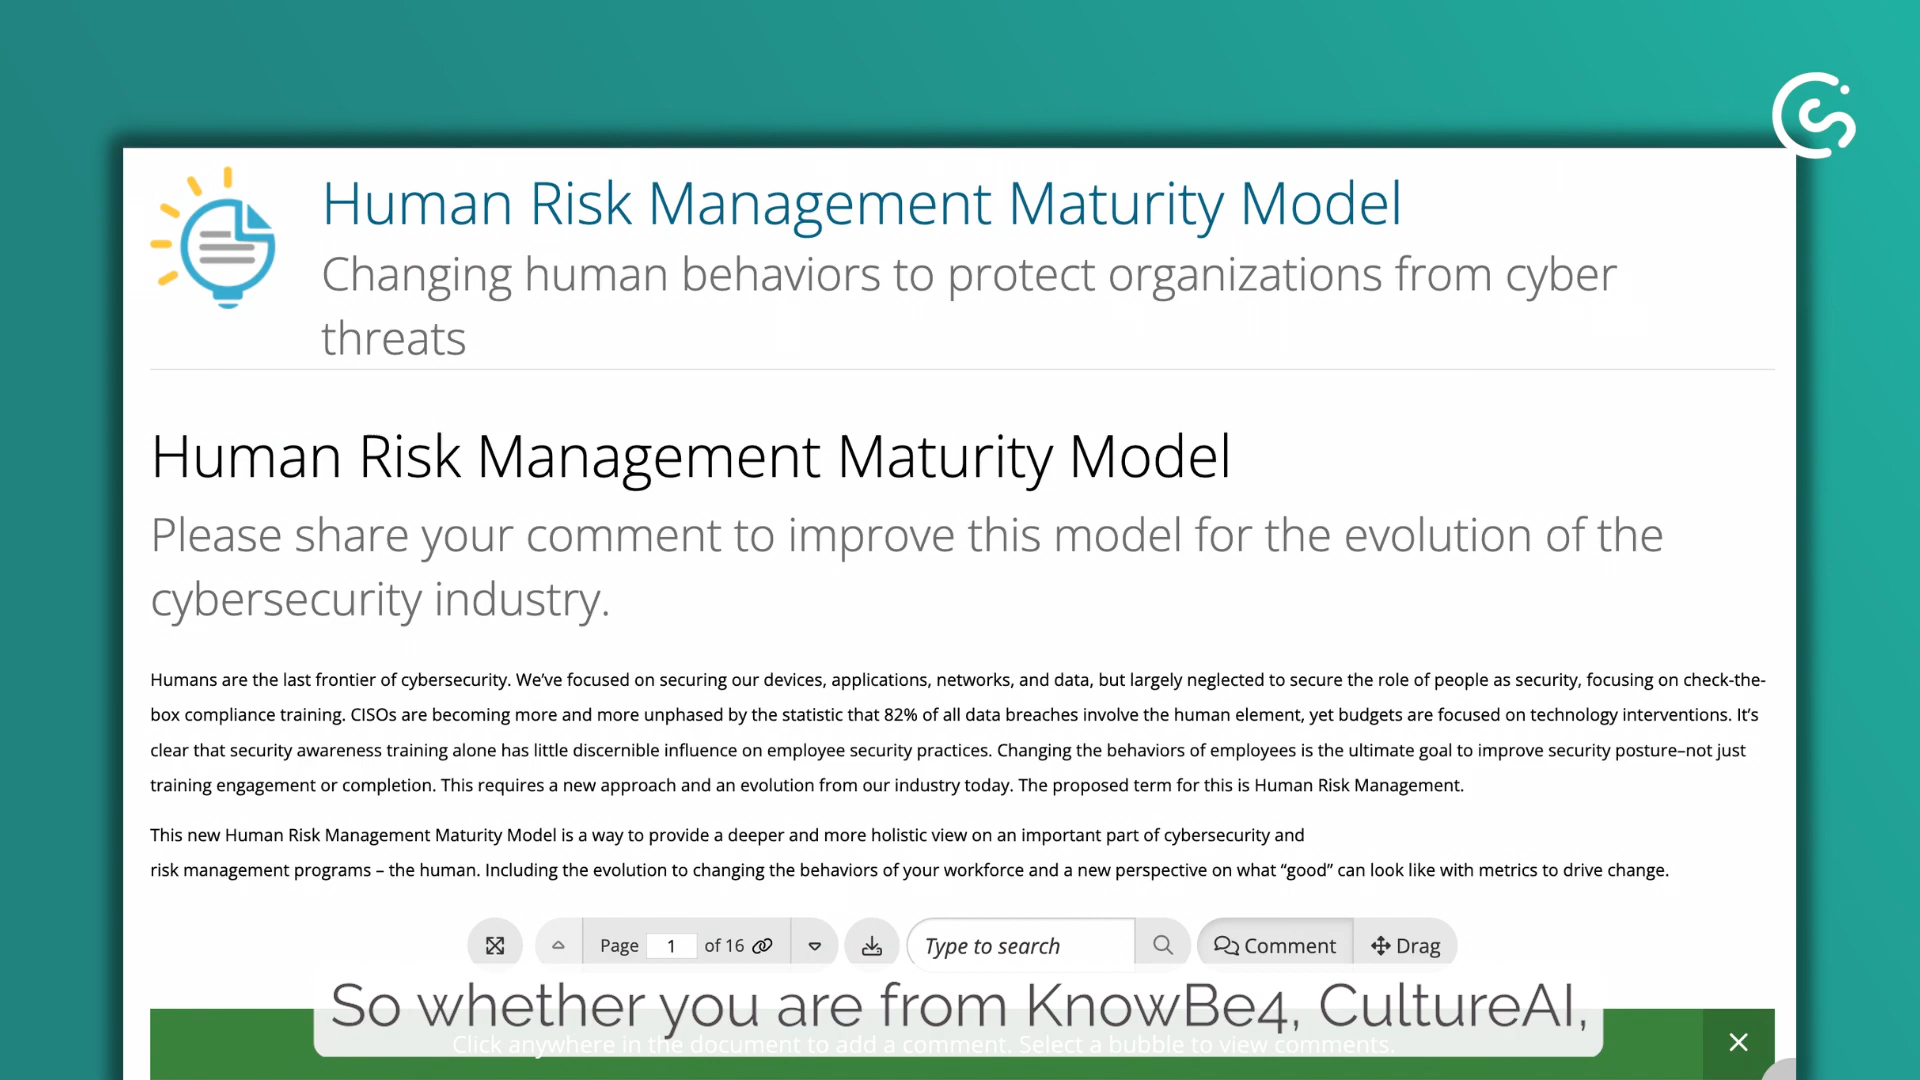 Human Risk Management Maturity Model
Changing human behaviors to protect organizations from cyber
threats
Human Risk Management Maturity Model
Please share your comment to improve this model for the evolution of the
cybersecurity industry.
Humans are the last frontier of cybersecurity. We’ve focused on securing our devices, applications, networks, and data, but largely neglected to secure the role of people as security, focusing on check-the-
box compliance training. CISOs are becoming more and more unphased by the statistic that 82% of all data breaches involve the human element, yet budgets are focused on technology interventions. It’s
clear that security awareness training alone has little discernible influence on employee security practices. Changing the behaviors of employees is the ultimate goal to improve security posture–not just
training engagement or completion. This requires a new approach and an evolution from our industry today. The proposed term for this is Human Risk Management.
This new Human Risk Management Maturity Model is a way to provide a deeper and more holistic view on an important part of cybersecurity and
risk management programs – the human. Including the evolution to changing the behaviors of your workforce and a new perspective on what “good” can look like with metrics to drive change.
Page 1 of 16 Type to search Comment Drag
So whether you are from KnowBe4, CultureAI,
Click anywhere in the document to add a comment. Select a bubble to view comments.